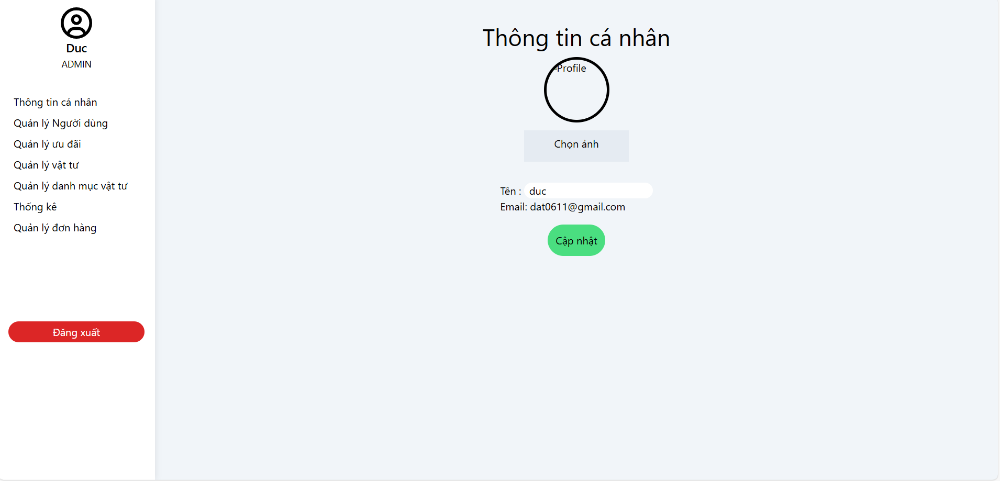 Duc
ADMIN
Thông tin cá nhân
Quản lý Người dùng
Quản lý ưu đãi
Quản lý vật tư
Quản lý danh mục vật tư
Thống kê
Quản lý đơn hàng
Đăng xuất
Thông tin cá nhân
Profile
Chọn ảnh
Tên : duc
Email: dat0611@gmail.com
Cập nhật